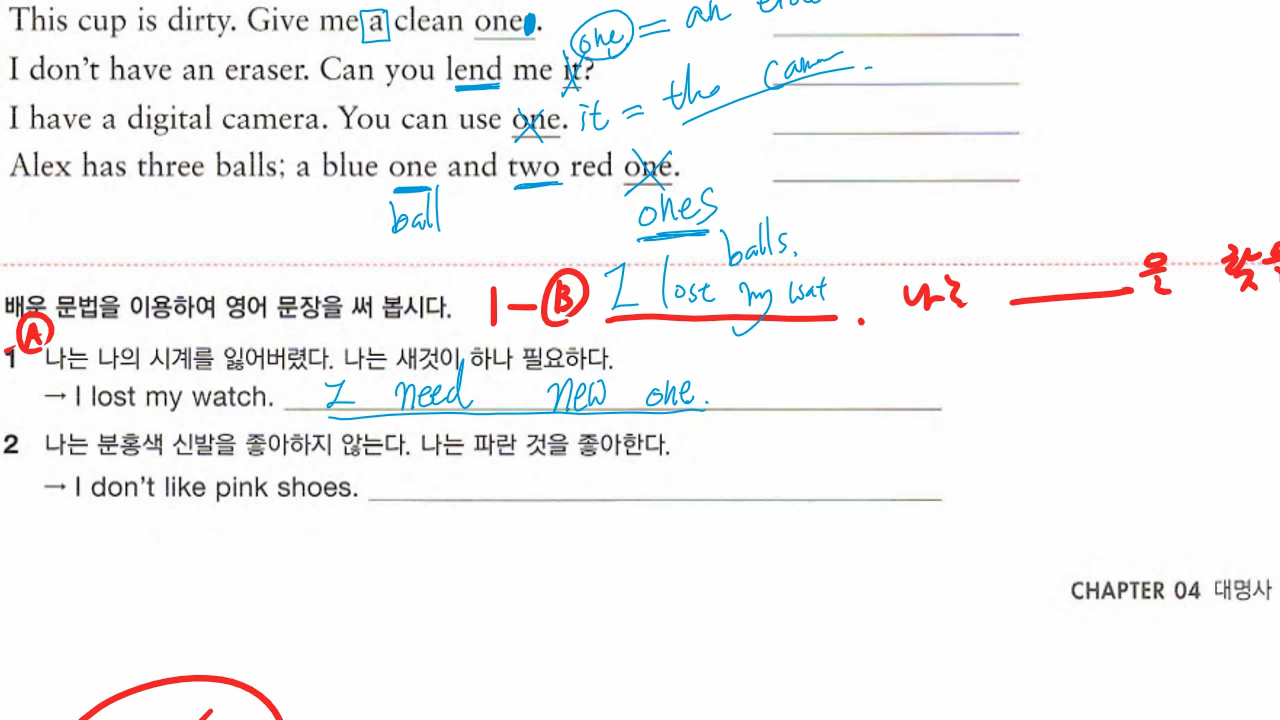 This cup is dirty. Give me a clean one.
one = an
I don't have an eraser. Can you lend me it?
I have a digital camera. You can use one. it = the
Alex has three balls; a blue one and two red one.
ball
ones
balls.
배운 문법을 이용하여 영어 문장을 써 봅시다. 1-B I lost my wat. 나는 을
A
1 나는 나의 시계를 잃어버렸다. 나는 새것이 하나 필요하다.
→ I lost my watch. I need new one.
2 나는 분홍색 신발을 좋아하지 않는다. 나는 파란 것을 좋아한다.
→ I don't like pink shoes.
CHAPTER 04 대명사